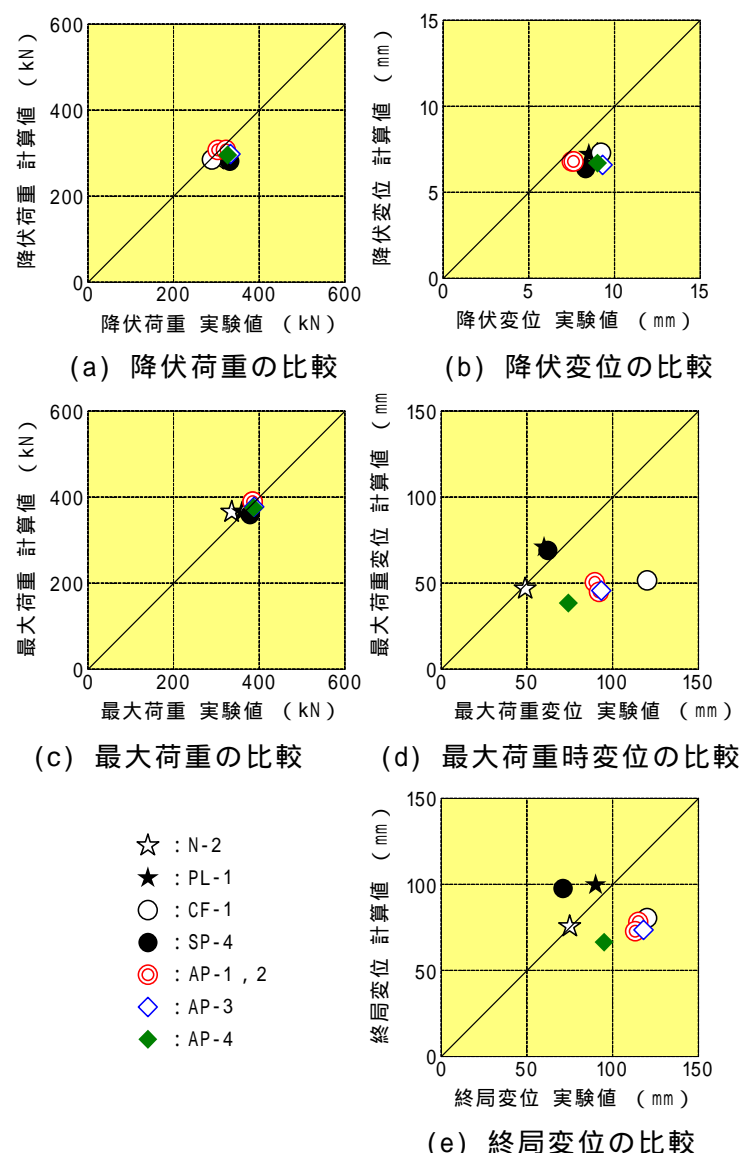 600
400
200
0
0 200 400 600
降伏荷重 計算値 (kN)
降伏荷重 実験値 (kN)
(a) 降伏荷重の比較
15
10
5
0
0 5 10 15
降伏変位 計算値 (㎜)
降伏変位 実験値 (㎜)
(b) 降伏変位の比較
600
400
200
0
0 200 400 600
最大荷重 計算値 (kN)
最大荷重 実験値 (kN)
(c) 最大荷重の比較
150
100
50
0
0 50 100 150
最大荷重変位 計算値 (㎜
最大荷重変位 実験値 (㎜)
(d) 最大荷重時変位の比較
:N-2
:PL-1
:CF-1
:SP-4
:AP-1,2
:AP-3
:AP-4
150
100
50
0
0 50 100 150
終局変位 計算値 (㎜)
終局変位 実験値 (㎜)
(e) 終局変位の比較